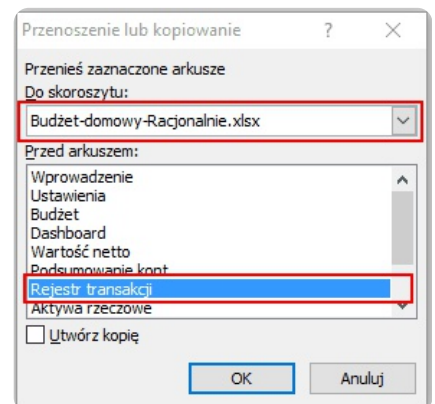 Przenoszenie lub kopiowanie ?
Przenieś zaznaczone arkusze
Do skoroszytu:
Budżet-domowy-Racjonalnie.xlsx
Przed arkuszem:
Wprowadzenie
Ustawienia
Budżet
Dashboard
Wartość netto
Podsumowanie kont
Rejestr transakcji
Aktywa rzeczowe
Utwórz kopię
OK Anuluj